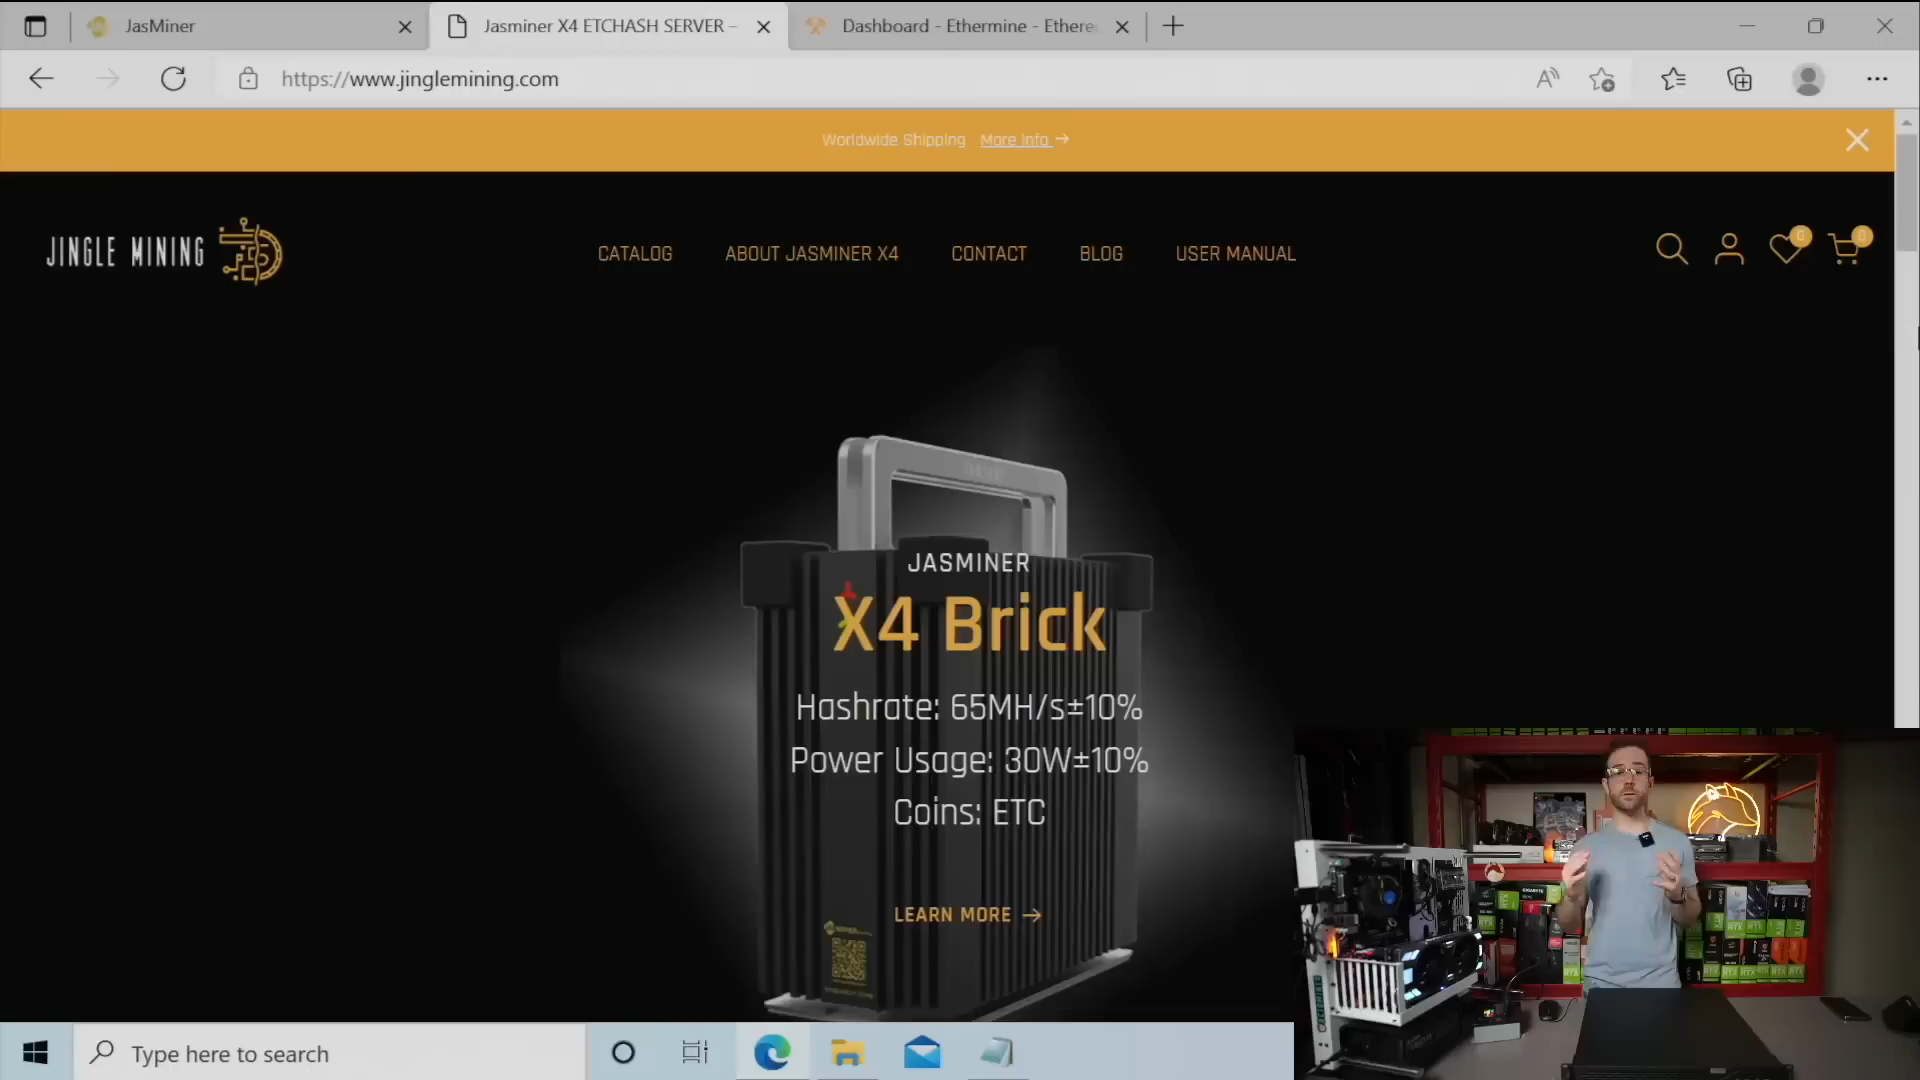 JasMiner
Jasminer X4 ETCHASH SERVER –
Dashboard - Ethermine - Ethere
https://www.jinglemining.com
Worldwide Shipping More Info →
JINGLE MINING
CATALOG
ABOUT JASMINER X4
CONTACT
BLOG
USER MANUAL
0
0
JASMINER
X4 Brick
Hashrate: 65MH/s±10%
Power Usage: 30W±10%
Coins: ETC
LEARN MORE →
Type here to search